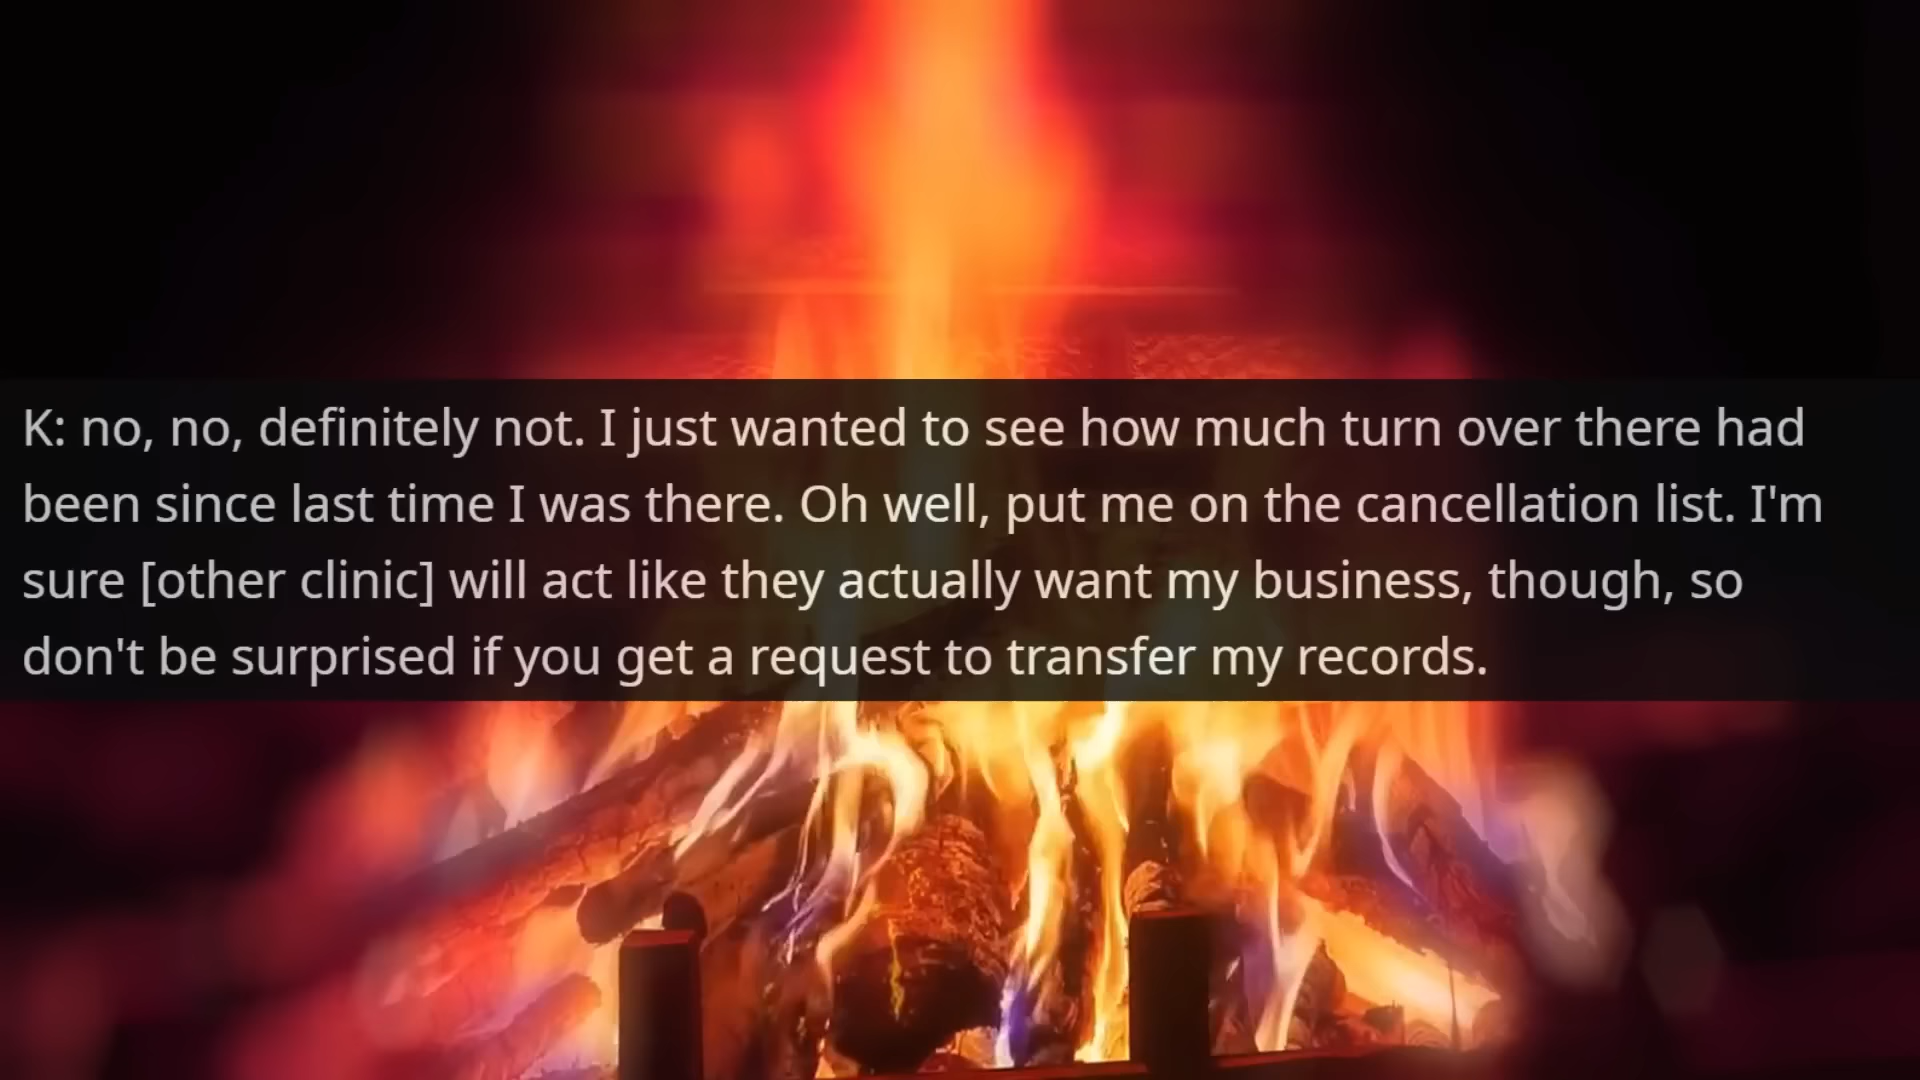 K: no, no, definitely not. I just wanted to see how much turn over there had
been since last time I was there. Oh well, put me on the cancellation list. I'm
sure [other clinic] will act like they actually want my business, though, so
don't be surprised if you get a request to transfer my records.